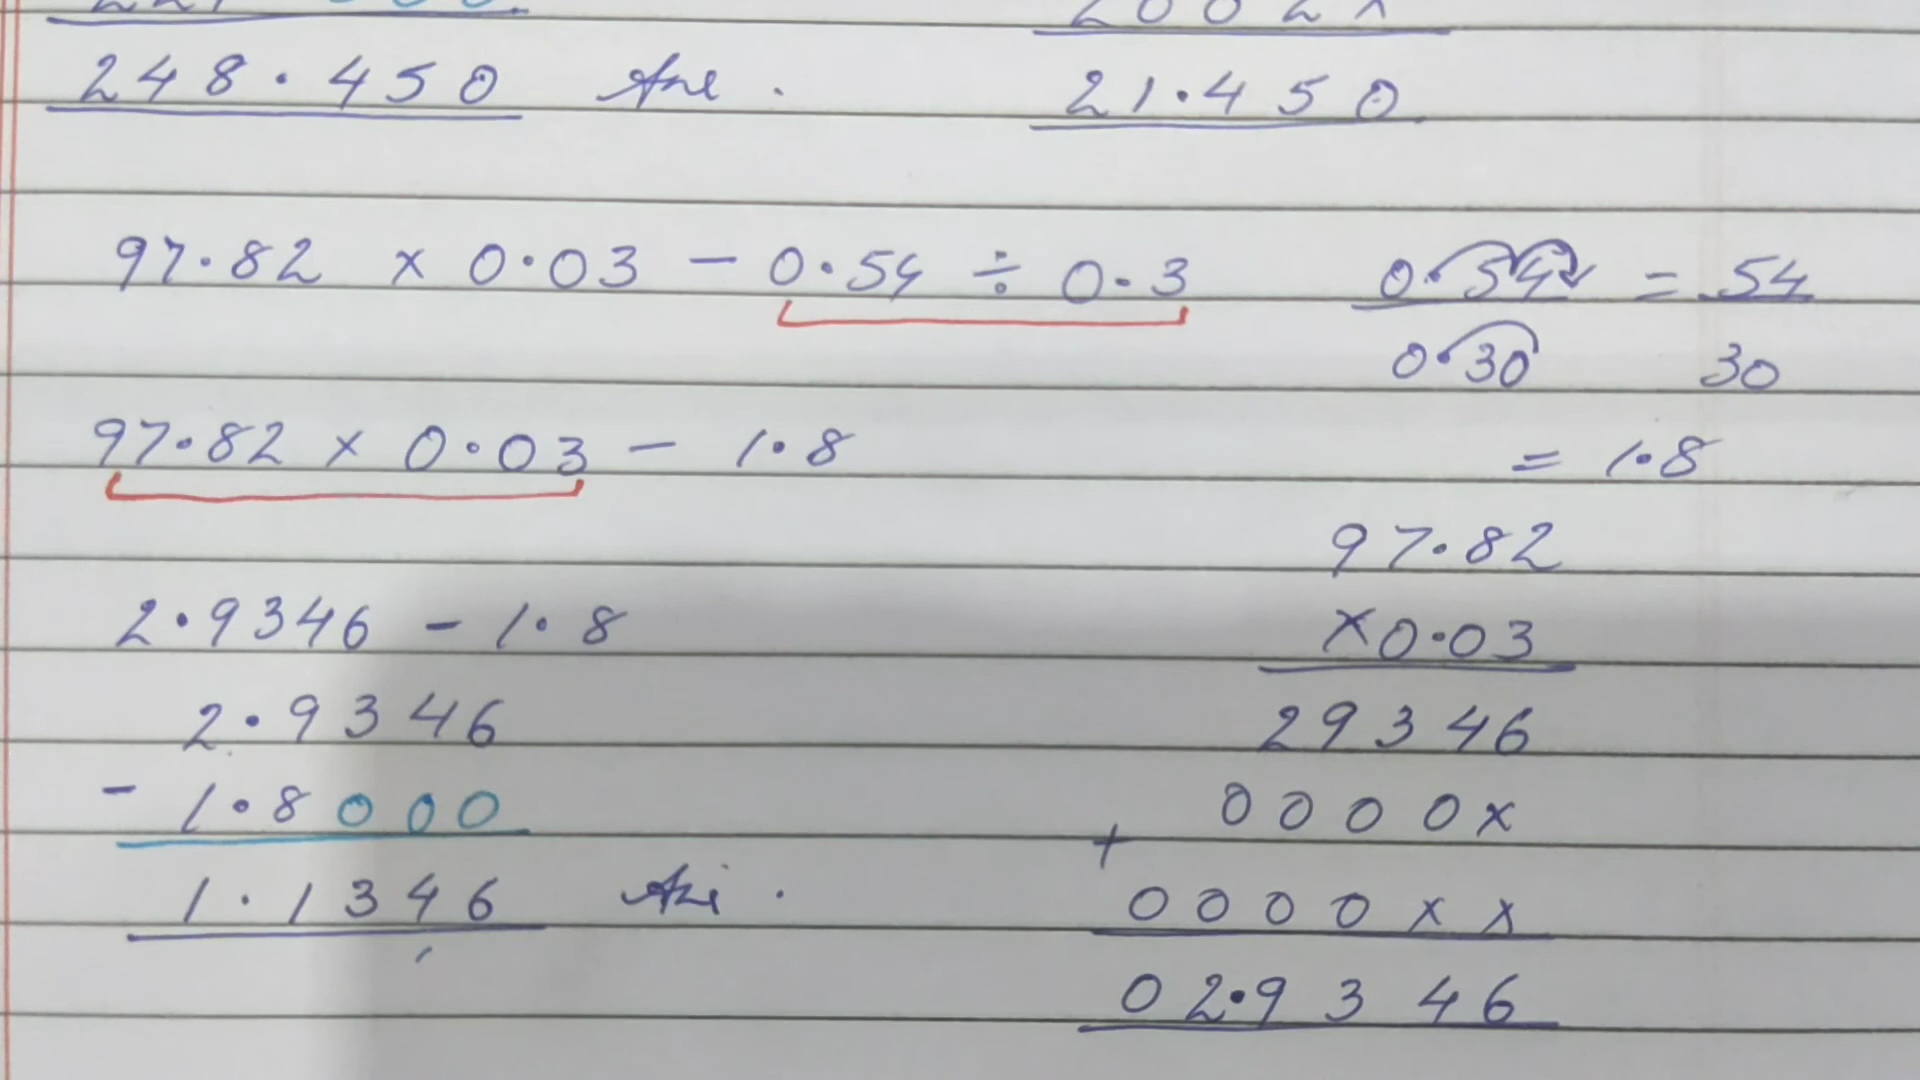 248.450 Ans. 21.450
97.82 × 0.03 − 0.54 ÷ 0.3
97.82 × 0.03 − 1.8
2.9346 − 1.8
2.9346
− 1.8000
1.1346 Ans.
0.54 = 54
0.30 30
= 1.8
97.82
×0.03
29346
0000×
+
0000××
02.9346